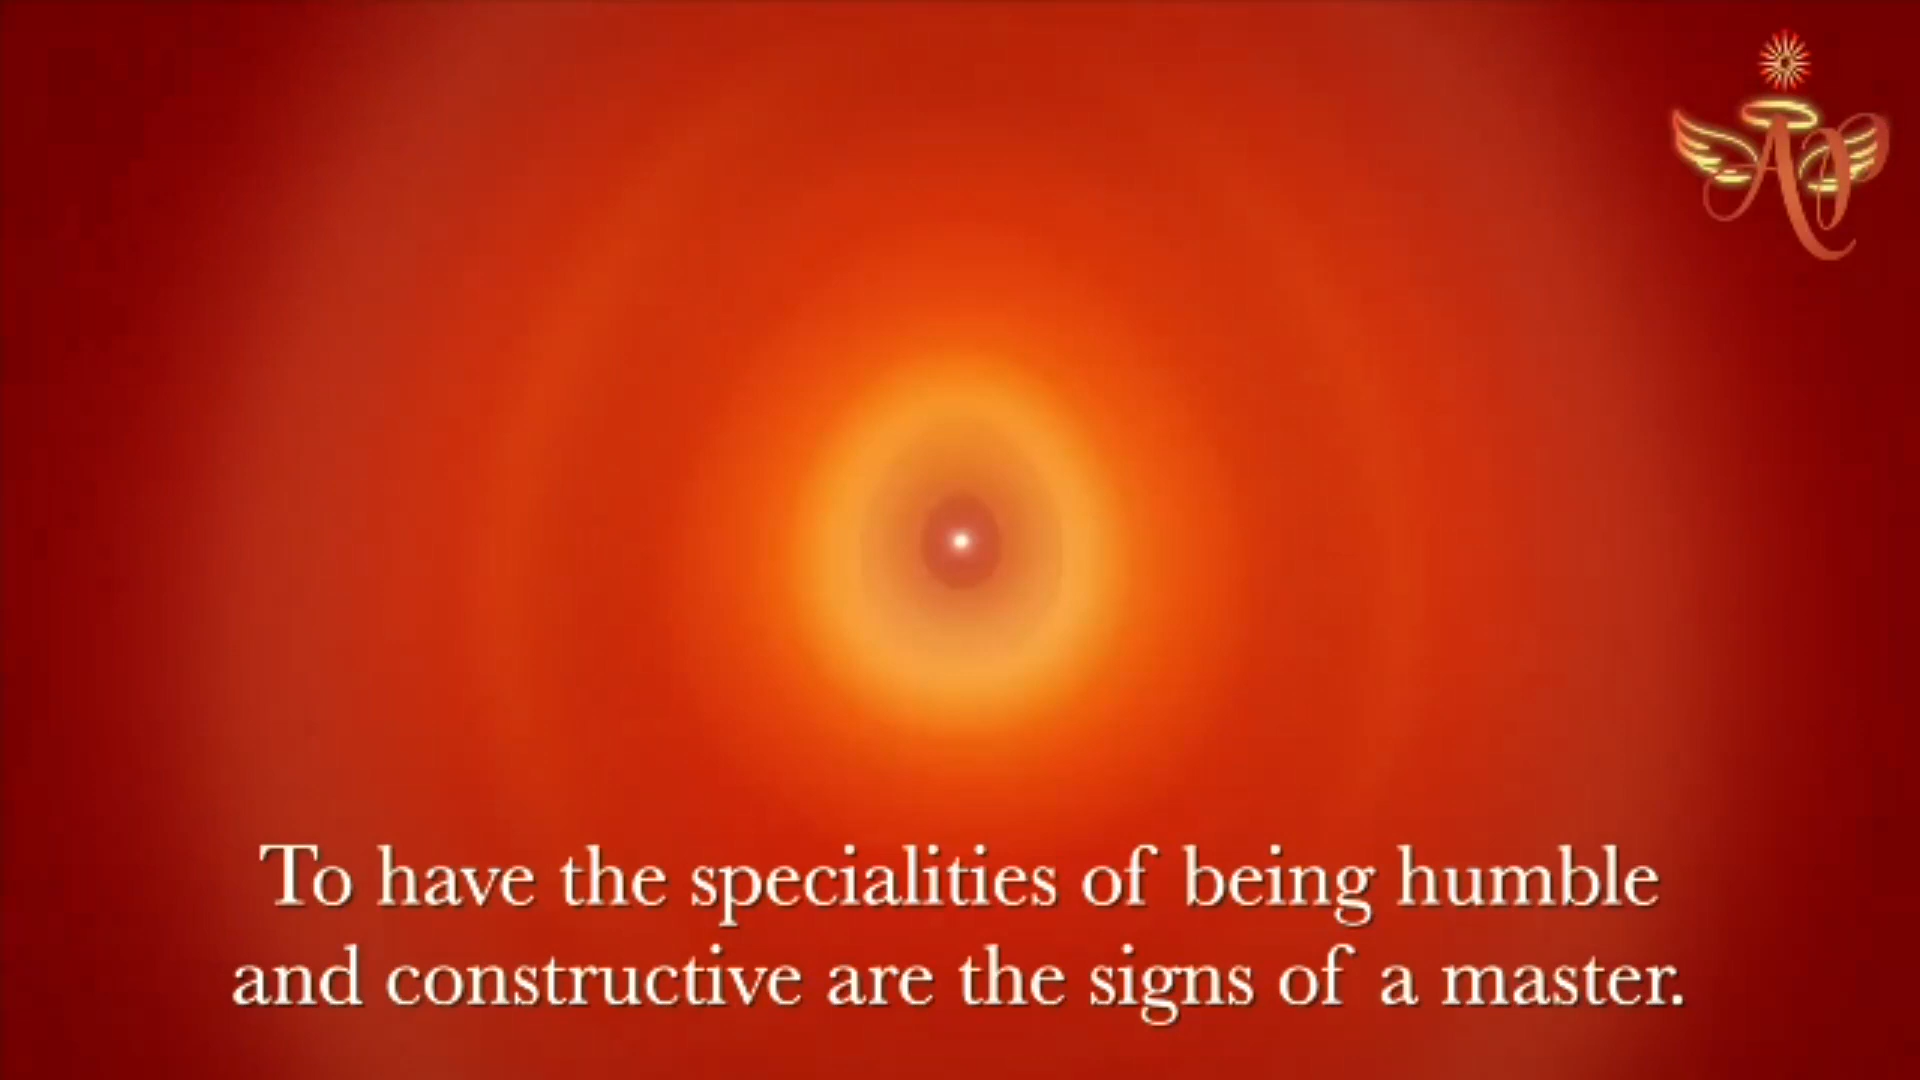 To have the specialities of being humble
and constructive are the signs of a master.